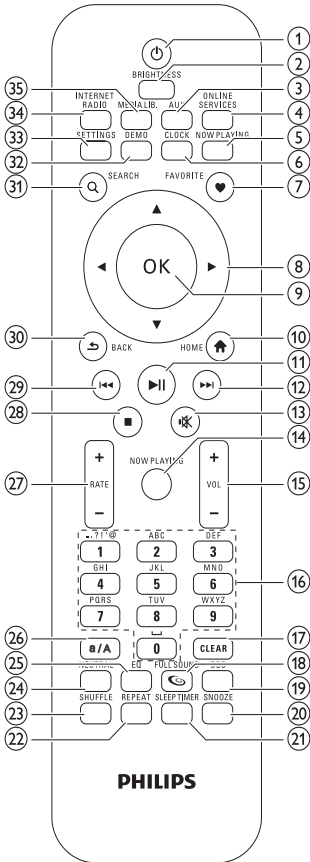 1
BRIGHTNESS 2
35 INTERNET RADIO MEDIA LIB. AUX ONLINE SERVICES 3
34 4
33 SETTINGS DEMO CLOCK NOW PLAYING 5
32 6
31 SEARCH FAVORITE 7
8
OK
9
30 BACK HOME 10
11
29 12
28 13
NOW PLAYING 14
27 + RATE - + VOL - 15
.,?!'@ ABC DEF
1 2 3
GHI JKL MNO
4 5 6 16
PQRS TUV WXYZ
7 8 9
26 a/A 0 CLEAR 17
25 EQ FULL SOUND 18
24 19
23 SHUFFLE REPEAT SLEEP TIMER SNOOZE 20
22 21
PHILIPS